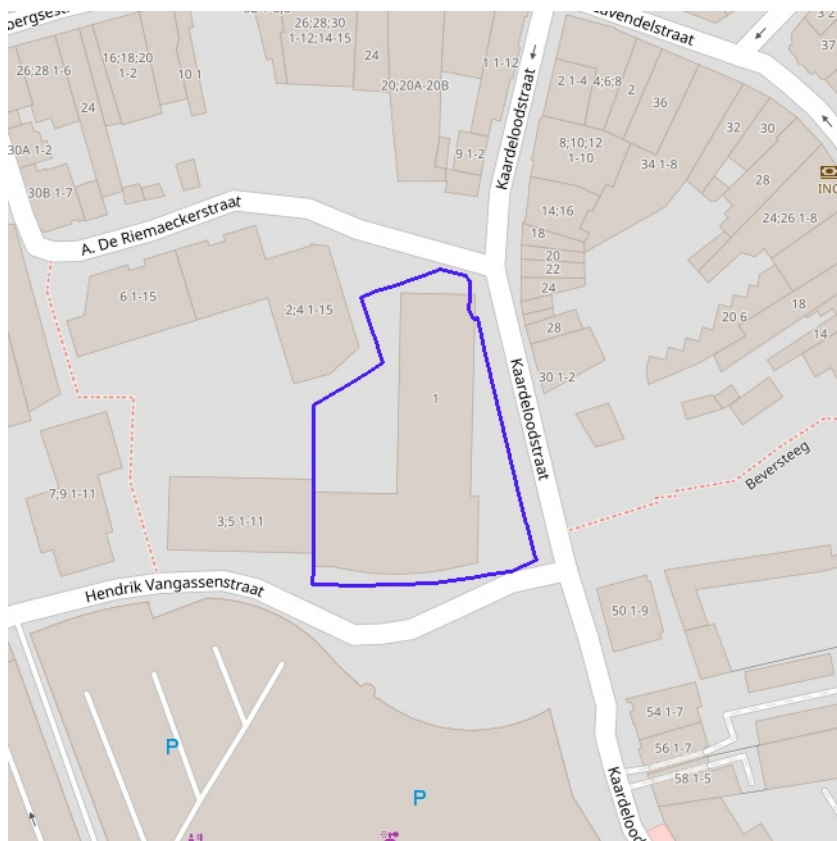 bergsestr
26;28;30
1-12;14-15
Lavendelstraat
37
16;18;20
1-2
26;28 1-6
10 1
24
24
1 1-12
20;20A-20B
2 1-4
4;6;8
2
36
32
30
30A 1-2
9 1-2
Kaardeloodstraat
8;10;12
1-10
34 1-8
28
ING
30B 1-7
14;16
24;26 1-8
A. De Riemaeckerstraat
18
20
22
24
6 1-15
2;4 1-15
28
20 6
18
14
30 1-2
Kaardeloodstraat
1
Beversteeg
7;9 1-11
3;5 1-11
Hendrik Vangassenstraat
50 1-9
54 1-7
56 1-7
58 1-5
P
P
Kaardelood